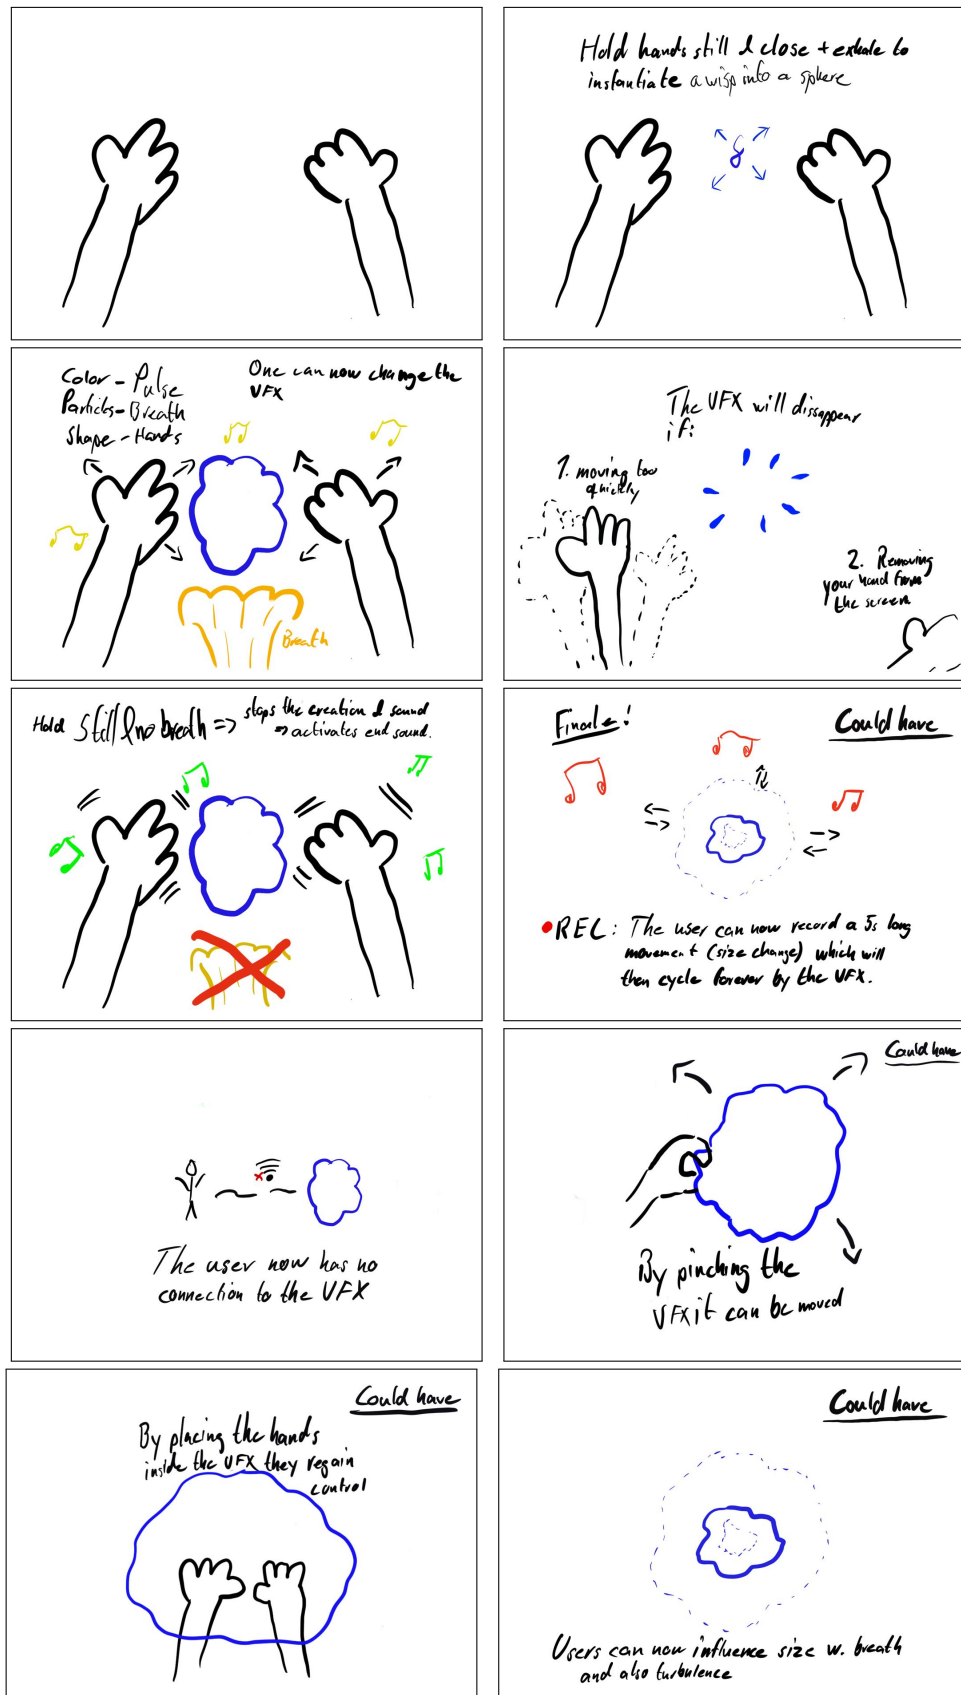 Hold hands still & close + exhale to
instantiate a wisp into a sphere
Color - Pulse
Particles - Breath
Shape - Hands
One can now change the
VFX
Breath
The VFX will dissappear
if:
1. moving too
quickly
2. Removing
your hand from
the screen
Hold still & no breath => stops the creation & sound
=> activates end sound.
Finale!
Could have
REC: The user can now record a 5s long
movement (size change) which will
then cycle forever by the VFX.
The user now has no
connection to the VFX
Could have
By pinching the
VFX it can be moved
Could have
By placing the hands
inside the VFX they regain
control
Could have
Users can now influence size w. breath
and also turbulence